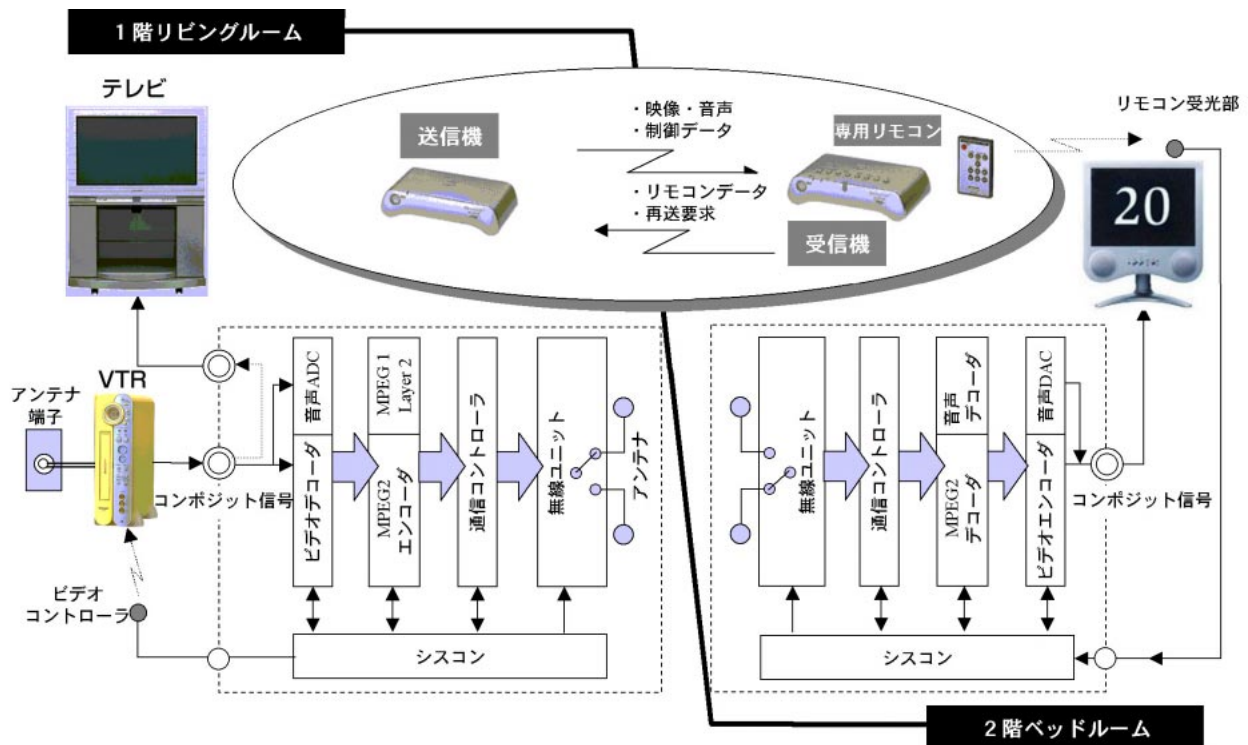 1階リビングルーム
テレビ
送信機
・映像・音声
・制御データ
専用リモコン
リモコン受光部
・リモコンデータ
・再送要求
受信機
20
VTR
アンテナ
端子
コンポジット信号
音声ADC
ビデオデコーダ
MPEG 1
Layer 2
MPEG2
エンコーダ
通信コントローラ
無線ユニット
アンテナ
ビデオ
コントローラ
シスコン
無線ユニット
通信コントローラ
音声
デコーダ
MPEG2
デコーダ
音声DAC
ビデオエンコーダ
コンポジット信号
シスコン
2階ベッドルーム